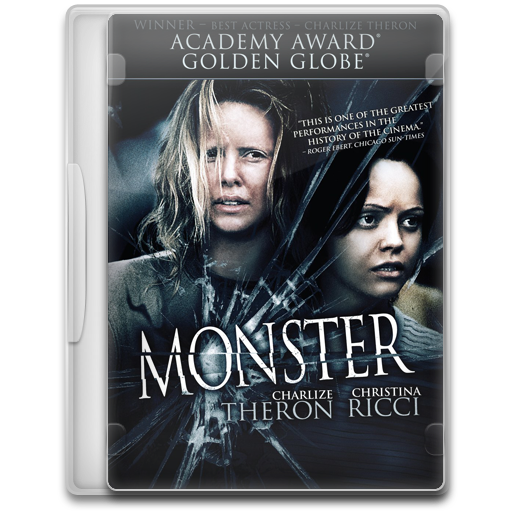 WINNER – BEST ACTRESS – CHARLIZE THERON
ACADEMY AWARD®
GOLDEN GLOBE®
"THIS IS ONE OF THE GREATEST
PERFORMANCES IN THE
HISTORY OF THE CINEMA."
– ROGER EBERT, CHICAGO SUN-TIMES
MONSTER
CHARLIZE CHRISTINA
THERON RICCI